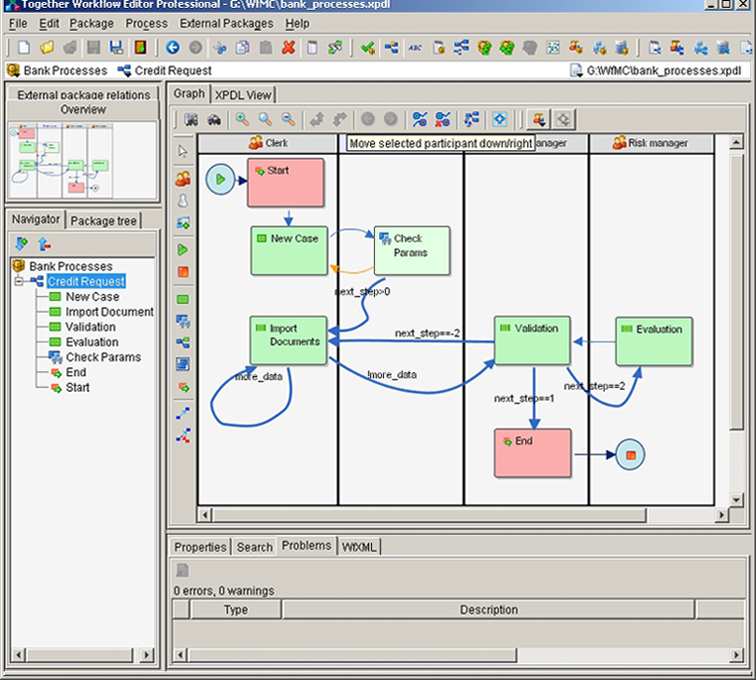 Together Workflow Editor Professional - G:\WfMC\bank_processes.xpdl
File Edit Package Process External Packages Help
ABC
Bank Processes Credit Request G:\WfMC\bank_processes.xpdl
External package relations
Overview
Graph XPDL View
Clerk Move selected participant down/right anager Risk manager
Start
New Case
Check
Params
next_step>0
Import
Documents
next_step==-2
Validation
Evaluation
more_data
!more_data
next_step==2
next_step==1
End
Navigator Package tree
Bank Processes
Credit Request
New Case
Import Document
Validation
Evaluation
Check Params
End
Start
Properties Search Problems WfXML
0 errors, 0 warnings
Type Description